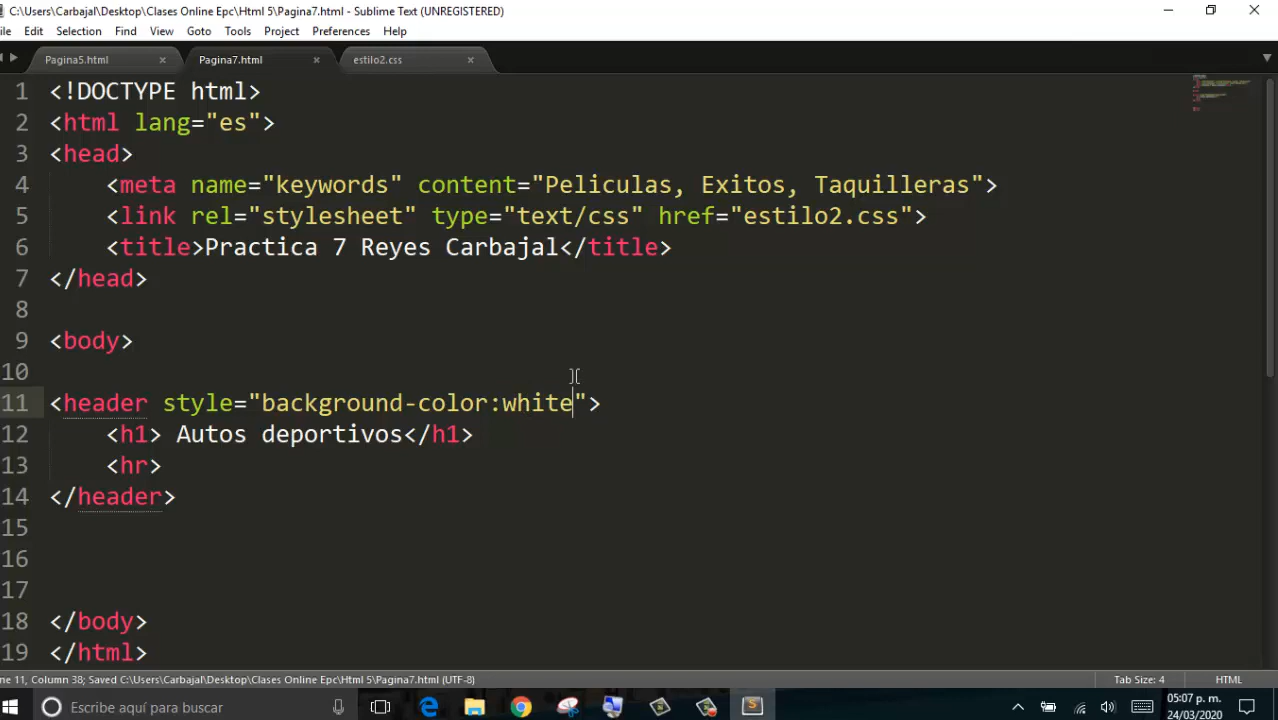 C:\Users\Carbajal\Desktop\Clases Online Epc\Html 5\Pagina7.html - Sublime Text (UNREGISTERED)
ile Edit Selection Find View Goto Tools Project Preferences Help
Pagina5.html Pagina7.html estilo2.css
1 <!DOCTYPE html>
2 <html lang="es">
3 <head>
4 <meta name="keywords" content="Peliculas, Exitos, Taquilleras">
5 <link rel="stylesheet" type="text/css" href="estilo2.css">
6 <title>Practica 7 Reyes Carbajal</title>
7 </head>
8
9 <body>
10
11 <header style="background-color:white">
12 <h1> Autos deportivos</h1>
13 <hr>
14 </header>
15
16
17
18 </body>
19 </html>
ine 11, Column 38; Saved C:\Users\Carbajal\Desktop\Clases Online Epc\Html 5\Pagina7.html (UTF-8) Tab Size: 4 HTML
Escribe aquí para buscar
05:07 p. m.
24/03/2020